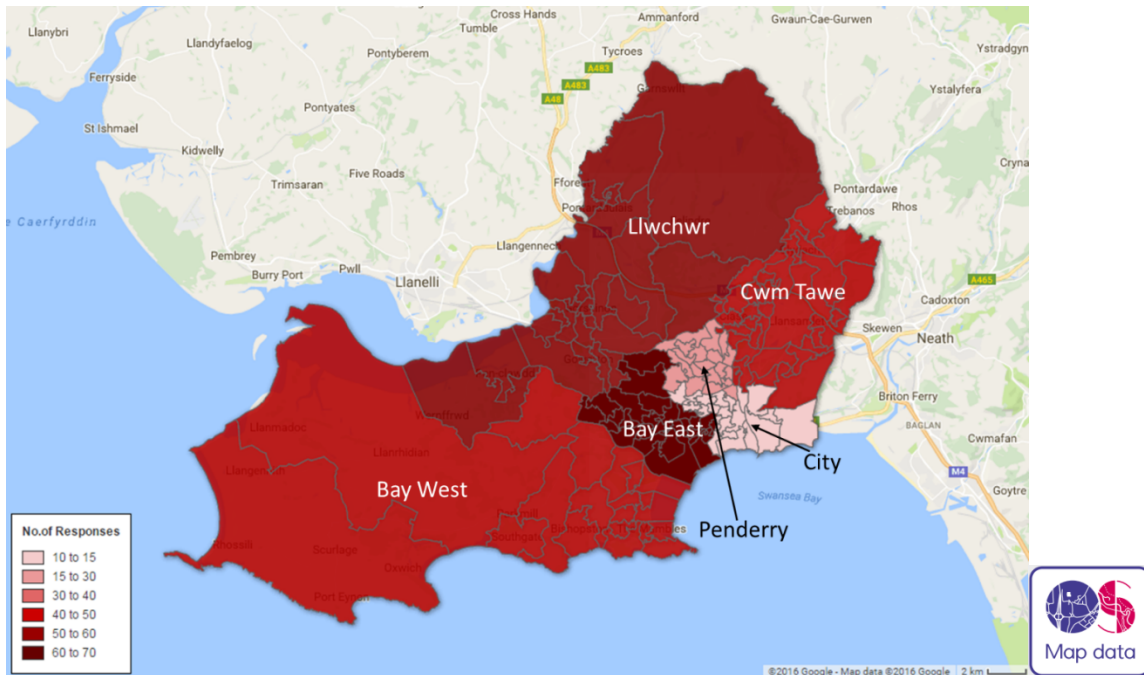 Cross Hands
Ammanford
Gwaun-Cae-Gurwen
Llanybri
Llandyfaelog
Tumble
Pontyberem
Tycroes
Ystradgyn
Ferryside
A483
A483
A48
Garnswllt
Ystalyfera
Pontyates
St Ishmael
Kidwelly
Cryna
Five Roads
Trimsaran
Ffore
Pontardawe
Trebanos
Rhos
e Caerfyrddin
Llwchwr
Llangennech
Pembrey
Burry Port
Pwll
Llanelli
A465
Cwm Tawe
Cadoxton
Llansamlet
Skewen
Neath
Briton Ferry
Llanmadoc
Bay East
BAGLAN
Cwmafan
Llanrhidian
City
Llangennith
M4
Bay West
Goytre
Swansea Bay
Penderry
Southgate
Rhossili
Scurlage
Oxwich
Port Eynon
No.of Responses
10 to 15
15 to 30
30 to 40
40 to 50
50 to 60
60 to 70
©2016 Google - Map data ©2016 Google
2 km
OS
Map data